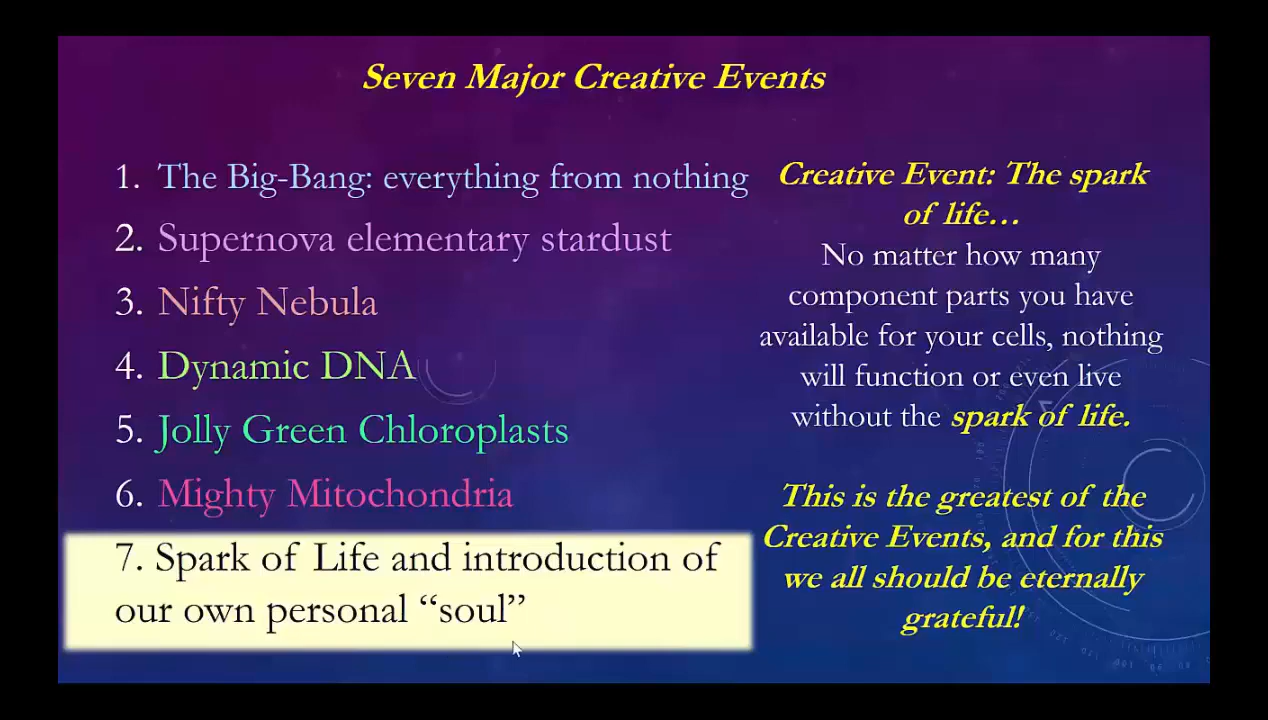 Seven Major Creative Events
1. The Big-Bang: everything from nothing
2. Supernova elementary stardust
3. Nifty Nebula
4. Dynamic DNA
5. Jolly Green Chloroplasts
6. Mighty Mitochondria
7. Spark of Life and introduction of
our own personal “soul”
Creative Event: The spark
of life…
No matter how many
component parts you have
available for your cells, nothing
will function or even live
without the spark of life.
This is the greatest of the
Creative Events, and for this
we all should be eternally
grateful!